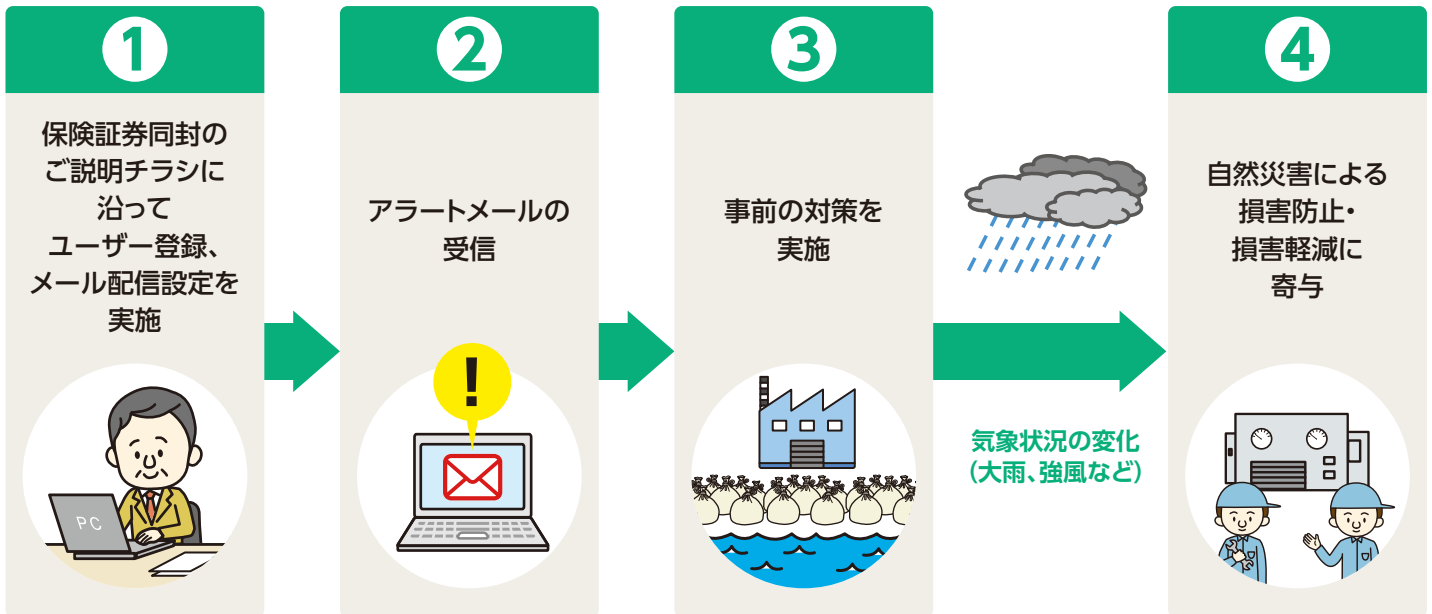 1
保険証券同封の
ご説明チラシに
沿って
ユーザー登録、
メール配信設定を
実施
PC
2
アラートメールの
受信
!
3
事前の対策を
実施
気象状況の変化
(大雨、強風など)
4
自然災害による
損害防止・
損害軽減に
寄与